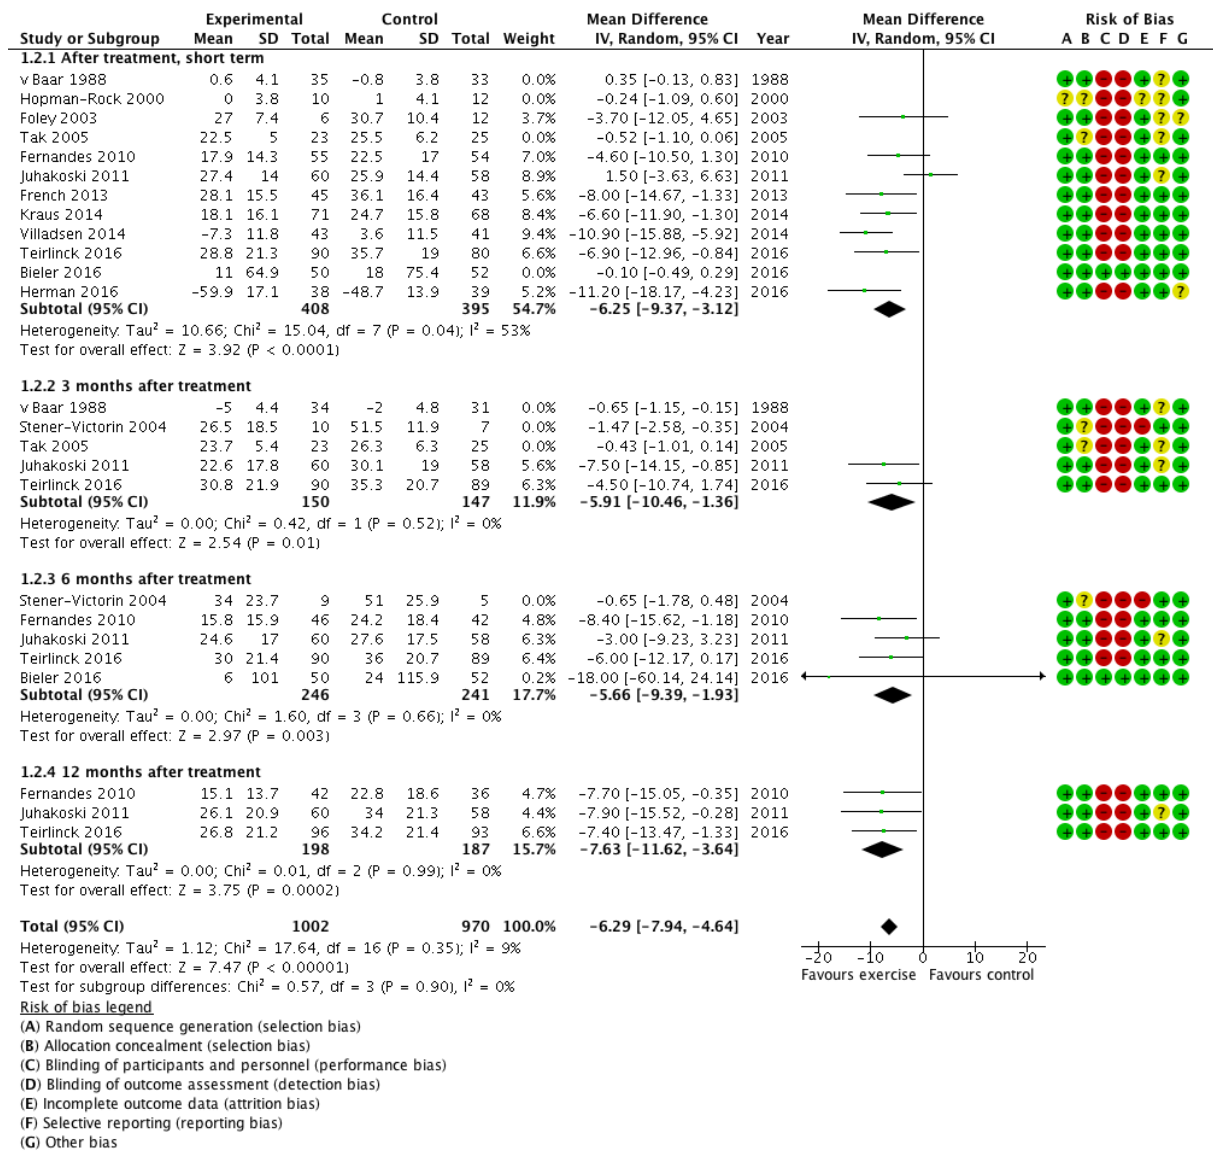 Experimental Control Mean Difference Mean Difference Risk of Bias
Study or Subgroup Mean SD Total Mean SD Total Weight IV, Random, 95% CI Year IV, Random, 95% CI A B C D E F G
1.2.1 After treatment, short term
v Baar 1988 0.6 4.1 35 -0.8 3.8 33 0.0% 0.35 [-0.13, 0.83] 1988 + + - - + ? +
Hopman-Rock 2000 0 3.8 10 1 4.1 12 0.0% -0.24 [-1.09, 0.60] 2000 ? ? - - ? ? +
Foley 2003 27 7.4 6 30.7 10.4 12 3.7% -3.70 [-12.05, 4.65] 2003 + + - - + ? ?
Tak 2005 22.5 5 23 25.5 6.2 25 0.0% -0.52 [-1.10, 0.06] 2005 + ? - - + ? +
Fernandes 2010 17.9 14.3 55 22.5 17 54 7.0% -4.60 [-10.50, 1.30] 2010 + + - - + + +
Juhakoski 2011 27.4 14 60 25.9 14.4 58 8.9% 1.50 [-3.63, 6.63] 2011 + + - - + ? +
French 2013 28.1 15.5 45 36.1 16.4 43 5.6% -8.00 [-14.67, -1.33] 2013 + + - - + + +
Kraus 2014 18.1 16.1 71 24.7 15.8 68 8.4% -6.60 [-11.90, -1.30] 2014 + + - - + + +
Villadsen 2014 -7.3 11.8 43 3.6 11.5 41 9.4% -10.90 [-15.88, -5.92] 2014 + + - - + + +
Teirlinck 2016 28.8 21.3 90 35.7 19 80 6.6% -6.90 [-12.96, -0.84] 2016 + + - - + + +
Bieler 2016 11 64.9 50 18 75.4 52 0.0% -0.10 [-0.49, 0.29] 2016 + + + + + + +
Herman 2016 -59.9 17.1 38 -48.7 13.9 39 5.2% -11.20 [-18.17, -4.23] 2016 + + - - + + ?
Subtotal (95% CI) 408 395 54.7% -6.25 [-9.37, -3.12]
Heterogeneity: Tau² = 10.66; Chi² = 15.04, df = 7 (P = 0.04); I² = 53%
Test for overall effect: Z = 3.92 (P < 0.0001)
1.2.2 3 months after treatment
v Baar 1988 -5 4.4 34 -2 4.8 31 0.0% -0.65 [-1.15, -0.15] 1988 + + - - + ? +
Stener-Victorin 2004 26.5 18.5 10 51.5 11.9 7 0.0% -1.47 [-2.58, -0.35] 2004 + ? - - - + +
Tak 2005 23.7 5.4 23 26.3 6.3 25 0.0% -0.43 [-1.01, 0.14] 2005 + ? - - + ? +
Juhakoski 2011 22.6 17.8 60 30.1 19 58 5.6% -7.50 [-14.15, -0.85] 2011 + + - - + ? +
Teirlinck 2016 30.8 21.9 90 35.3 20.7 89 6.3% -4.50 [-10.74, 1.74] 2016 + + - - + + +
Subtotal (95% CI) 150 147 11.9% -5.91 [-10.46, -1.36]
Heterogeneity: Tau² = 0.00; Chi² = 0.42, df = 1 (P = 0.52); I² = 0%
Test for overall effect: Z = 2.54 (P = 0.01)
1.2.3 6 months after treatment
Stener-Victorin 2004 34 23.7 9 51 25.9 5 0.0% -0.65 [-1.78, 0.48] 2004 + ? - - - + +
Fernandes 2010 15.8 15.9 46 24.2 18.4 42 4.8% -8.40 [-15.62, -1.18] 2010 + + - - + + +
Juhakoski 2011 24.6 17 60 27.6 17.5 58 6.3% -3.00 [-9.23, 3.23] 2011 + + - - + ? +
Teirlinck 2016 30 21.4 90 36 20.7 89 6.4% -6.00 [-12.17, 0.17] 2016 + + - - + + +
Bieler 2016 6 101 50 24 115.9 52 0.2% -18.00 [-60.14, 24.14] 2016 + + + + + + +
Subtotal (95% CI) 246 241 17.7% -5.66 [-9.39, -1.93]
Heterogeneity: Tau² = 0.00; Chi² = 1.60, df = 3 (P = 0.66); I² = 0%
Test for overall effect: Z = 2.97 (P = 0.003)
1.2.4 12 months after treatment
Fernandes 2010 15.1 13.7 42 22.8 18.6 36 4.7% -7.70 [-15.05, -0.35] 2010 + + - - + + +
Juhakoski 2011 26.1 20.9 60 34 21.3 58 4.4% -7.90 [-15.52, -0.28] 2011 + + - - + ? +
Teirlinck 2016 26.8 21.2 96 34.2 21.4 93 6.6% -7.40 [-13.47, -1.33] 2016 + + - - + + +
Subtotal (95% CI) 198 187 15.7% -7.63 [-11.62, -3.64]
Heterogeneity: Tau² = 0.00; Chi² = 0.01, df = 2 (P = 0.99); I² = 0%
Test for overall effect: Z = 3.75 (P = 0.0002)
Total (95% CI) 1002 970 100.0% -6.29 [-7.94, -4.64]
Heterogeneity: Tau² = 1.12; Chi² = 17.64, df = 16 (P = 0.35); I² = 9%
Test for overall effect: Z = 7.47 (P < 0.00001)
Test for subgroup differences: Chi² = 0.57, df = 3 (P = 0.90), I² = 0%
-20 -10 0 10 20
Favours exercise Favours control
Risk of bias legend
(A) Random sequence generation (selection bias)
(B) Allocation concealment (selection bias)
(C) Blinding of participants and personnel (performance bias)
(D) Blinding of outcome assessment (detection bias)
(E) Incomplete outcome data (attrition bias)
(F) Selective reporting (reporting bias)
(G) Other bias